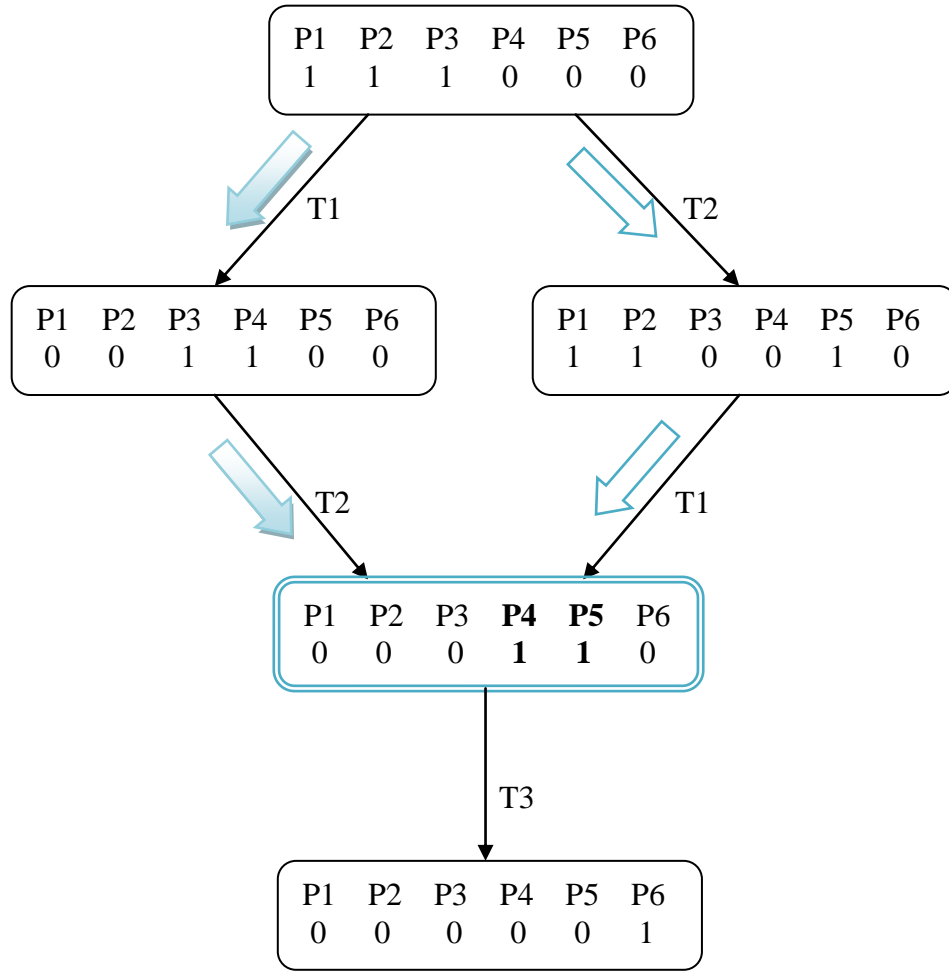 P1 P2 P3 P4 P5 P6
1 1 1 0 0 0
T1
T2
P1 P2 P3 P4 P5 P6
0 0 1 1 0 0
P1 P2 P3 P4 P5 P6
1 1 0 0 1 0
T2
T1
P1 P2 P3 P4 P5 P6
0 0 0 1 1 0
T3
P1 P2 P3 P4 P5 P6
0 0 0 0 0 1